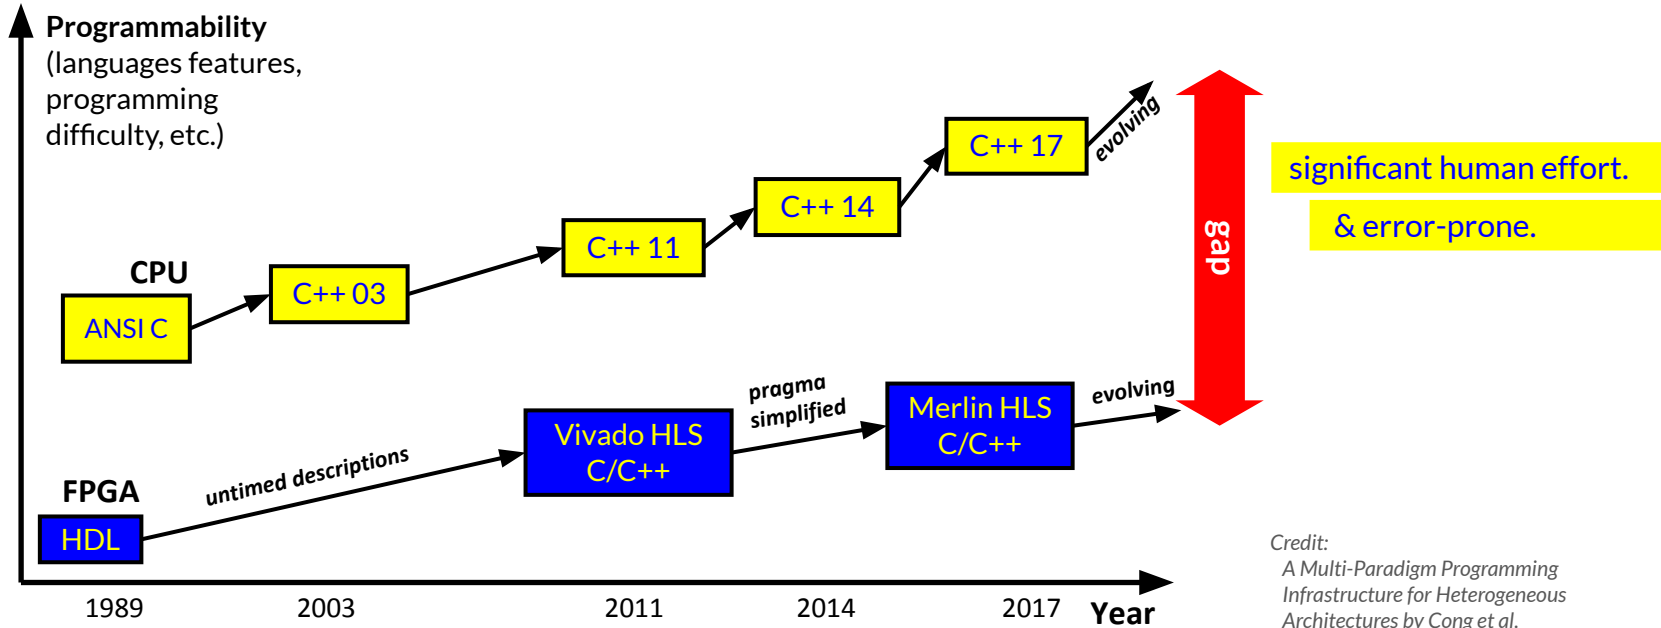 Programmability
(languages features,
programming
difficulty, etc.)
evolving
C++ 17
significant human effort.
C++ 14
& error-prone.
gap
C++ 11
CPU
C++ 03
ANSI C
pragma
simplified
evolving
Merlin HLS
C/C++
Vivado HLS
C/C++
untimed descriptions
FPGA
HDL
Credit:
A Multi-Paradigm Programming
Infrastructure for Heterogeneous
Architectures by Cong et al.
1989 2003 2011 2014 2017 Year